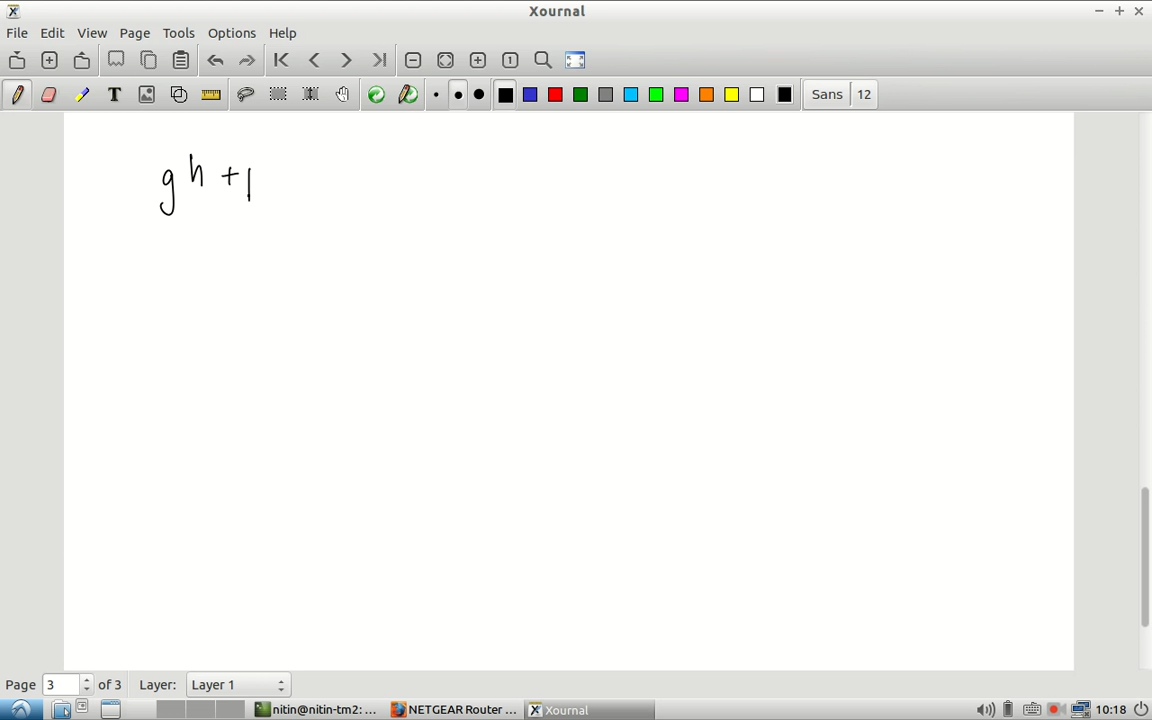 Xournal
File Edit View Page Tools Options Help
T Sans 12
g^h +1
Page 3 of 3 Layer: Layer 1
nitin@nitin-tm2: ... NETGEAR Router ... Xournal 10:18